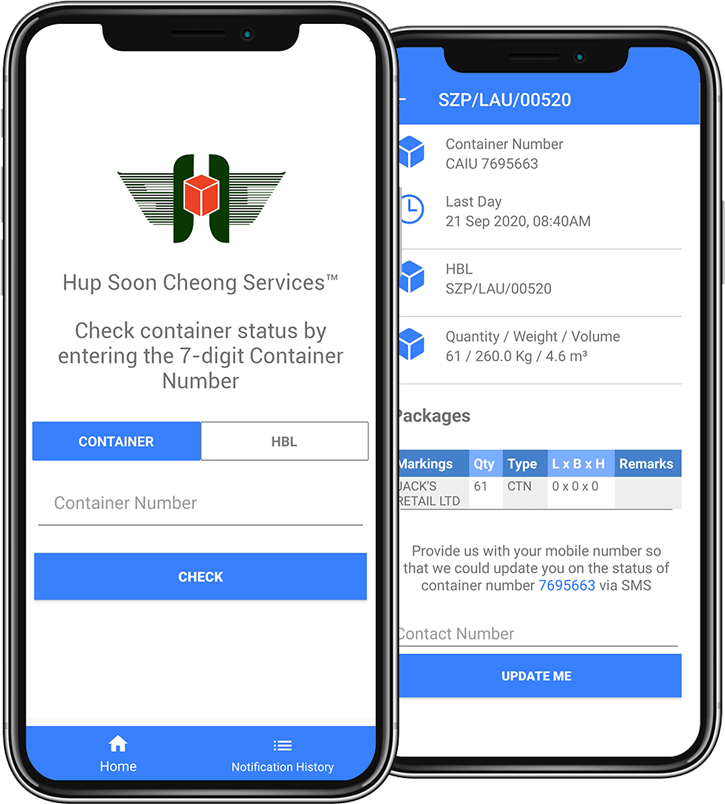 Hup Soon Cheong Services™
Check container status by
entering the 7-digit Container
Number
CONTAINER
HBL
Container Number
CHECK
Home
Notification History
SZP/LAU/00520
Container Number
CAIU 7695663
Last Day
21 Sep 2020, 08:40AM
HBL
SZP/LAU/00520
Quantity / Weight / Volume
61 / 260.0 Kg / 4.6 m³
Packages
Markings Qty Type L x B x H Remarks
JACK'S 61 CTN 0 x 0 x 0
RETAIL LTD
Provide us with your mobile number so
that we could update you on the status of
container number 7695663 via SMS
Contact Number
UPDATE ME